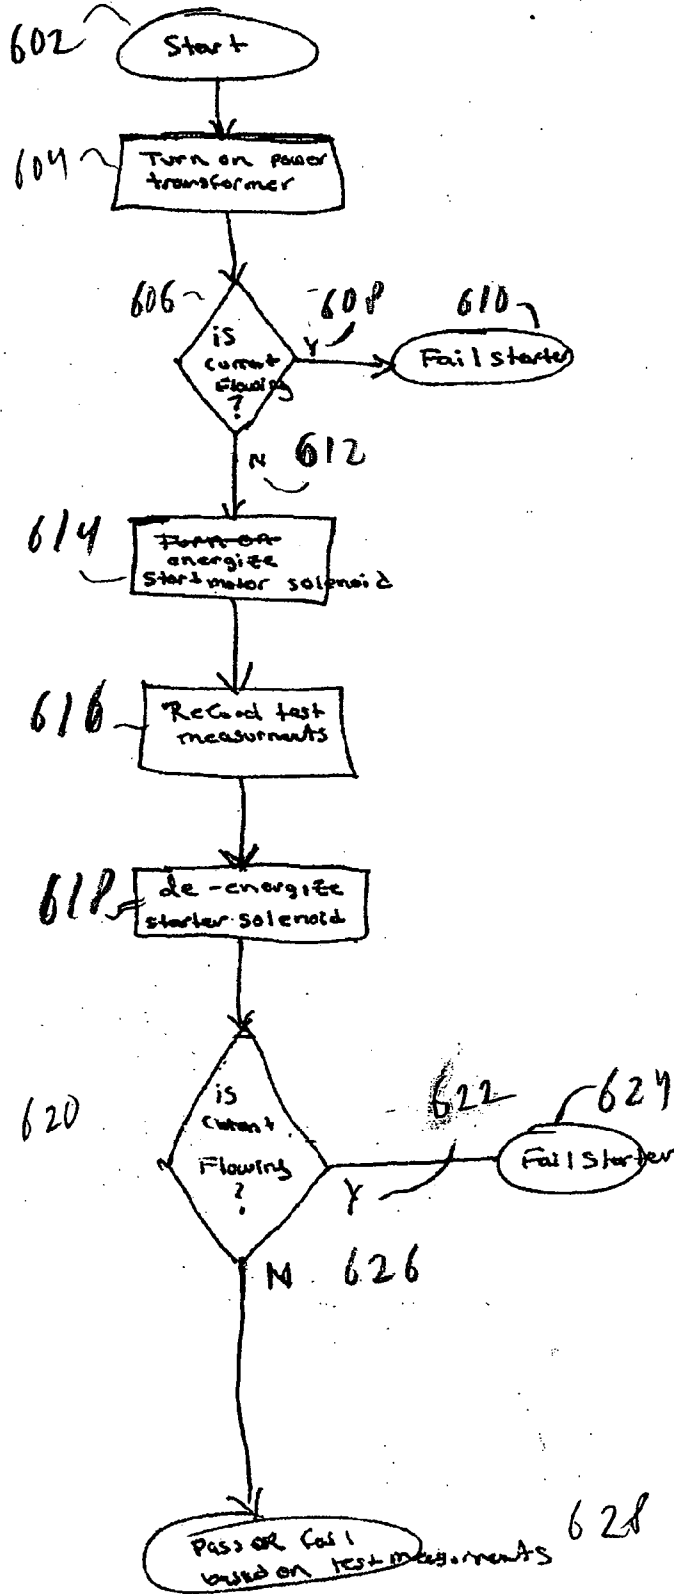 602
Start
604
Turn on power
transformer
606
608
610
is
current
Flowing
?
Y
Fail starter
N
612
614
Turn on
energize
Start motor solenoid
616
Record test
measurments
618
de-energize
starter solenoid
620
622
624
is
current
Flowing
?
Y
Fail Starter
N
626
628
Pass or Fail
based on test measurments